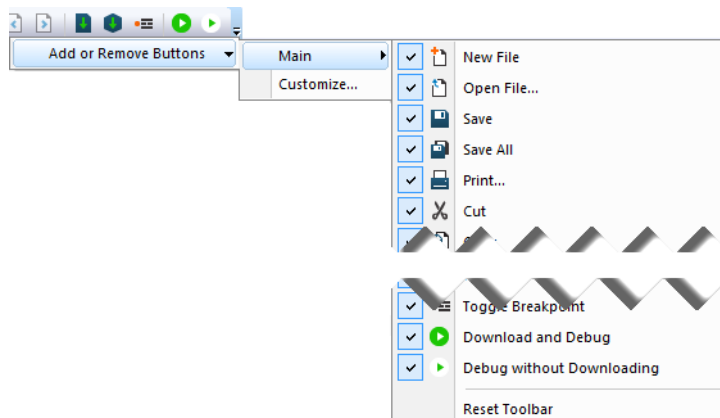 Add or Remove Buttons
Main
Customize...
New File
Open File...
Save
Save All
Print...
Cut
Toggle Breakpoint
Download and Debug
Debug without Downloading
Reset Toolbar